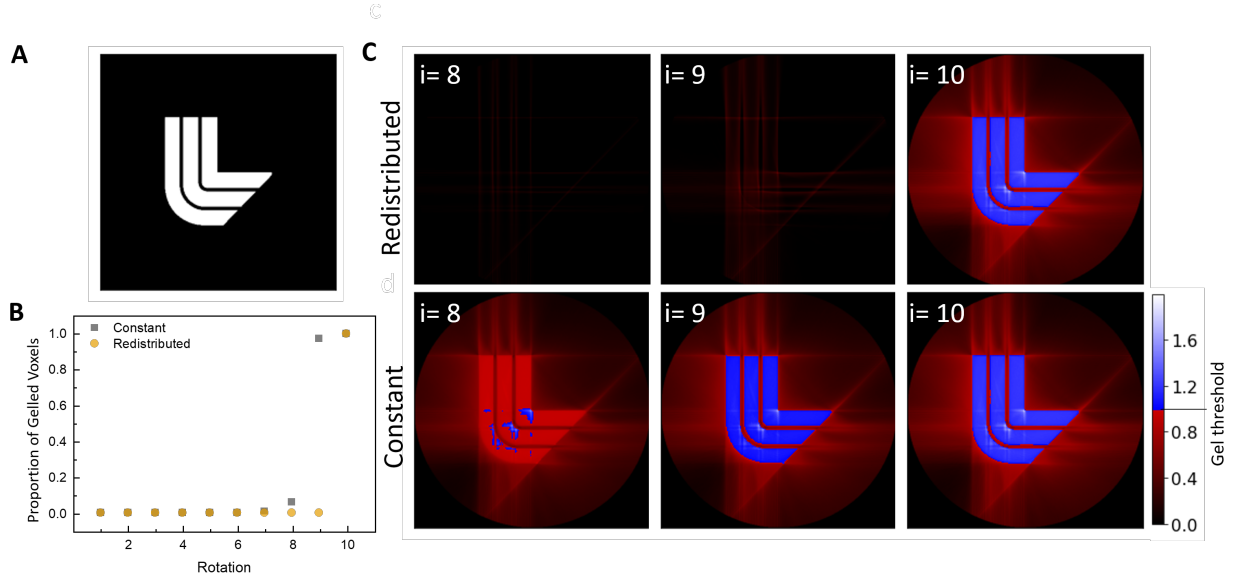 C
A
C
i= 8
i= 9
i= 10
Redistributed
B
d
i= 8
i= 9
i= 10
Constant
Constant
Redistributed
1.0
0.8
0.6
0.4
0.2
0.0
Proportion of Gelled Voxels
2
4
6
8
10
Rotation
1.6
1.2
0.8
0.4
0.0
Gel threshold